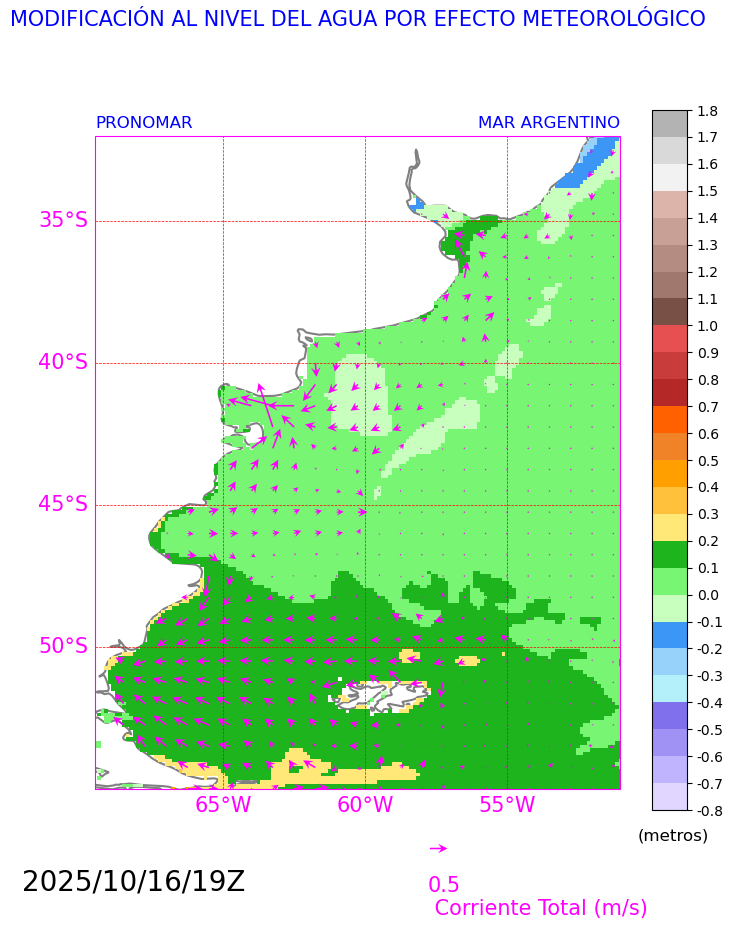 MODIFICACIÓN AL NIVEL DEL AGUA POR EFECTO METEOROLÓGICO
PRONOMAR
MAR ARGENTINO
35°S
40°S
45°S
50°S
65°W
60°W
55°W
1.8
1.7
1.6
1.5
1.4
1.3
1.2
1.1
1.0
0.9
0.8
0.7
0.6
0.5
0.4
0.3
0.2
0.1
0.0
-0.1
-0.2
-0.3
-0.4
-0.5
-0.6
-0.7
-0.8
(metros)
2025/10/16/19Z
0.5
Corriente Total (m/s)